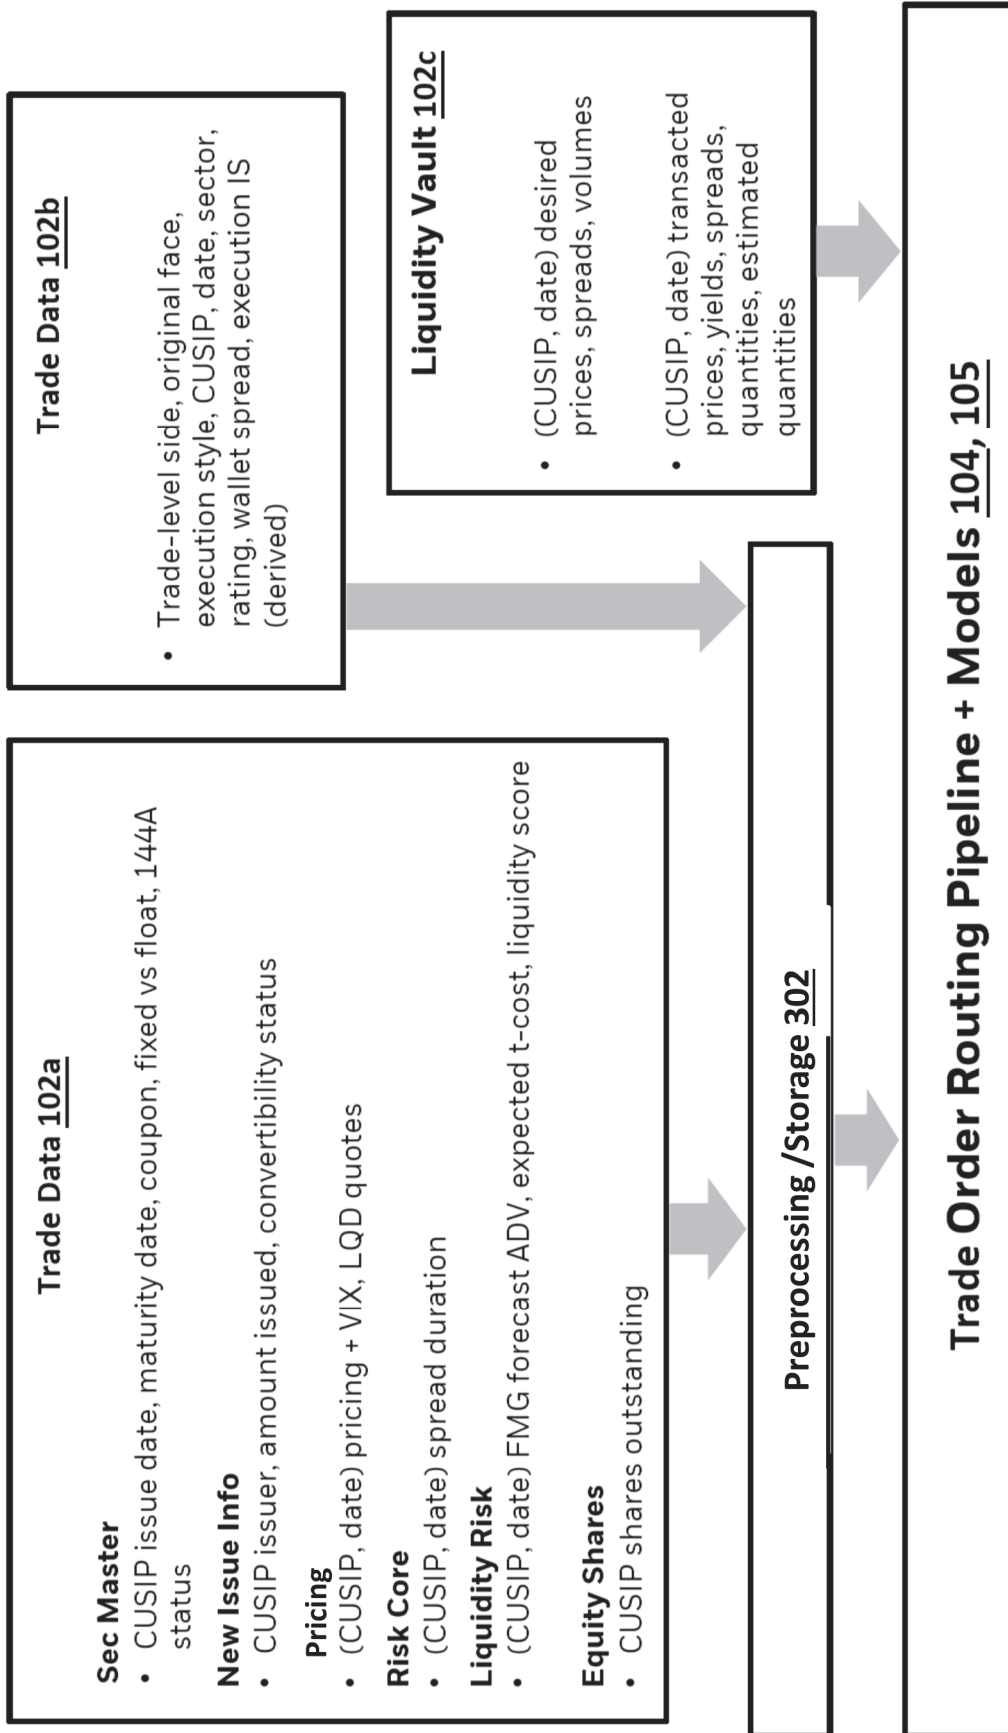 Trade Data 102a
Sec Master
• CUSIP issue date, maturity date, coupon, fixed vs float, 144A
status
New Issue Info
• CUSIP issuer, amount issued, convertibility status
Pricing
• (CUSIP, date) pricing + VIX, LQD quotes
Risk Core
• (CUSIP, date) spread duration
Liquidity Risk
• (CUSIP, date) FMG forecast ADV, expected t-cost, liquidity score
Equity Shares
• CUSIP shares outstanding
Trade Data 102b
• Trade-level side, original face,
execution style, CUSIP, date, sector,
rating, wallet spread, execution IS
(derived)
Liquidity Vault 102c
• (CUSIP, date) desired
prices, spreads, volumes
• (CUSIP, date) transacted
prices, yields, spreads,
quantities, estimated
quantities
Preprocessing /Storage 302
Trade Order Routing Pipeline + Models 104, 105